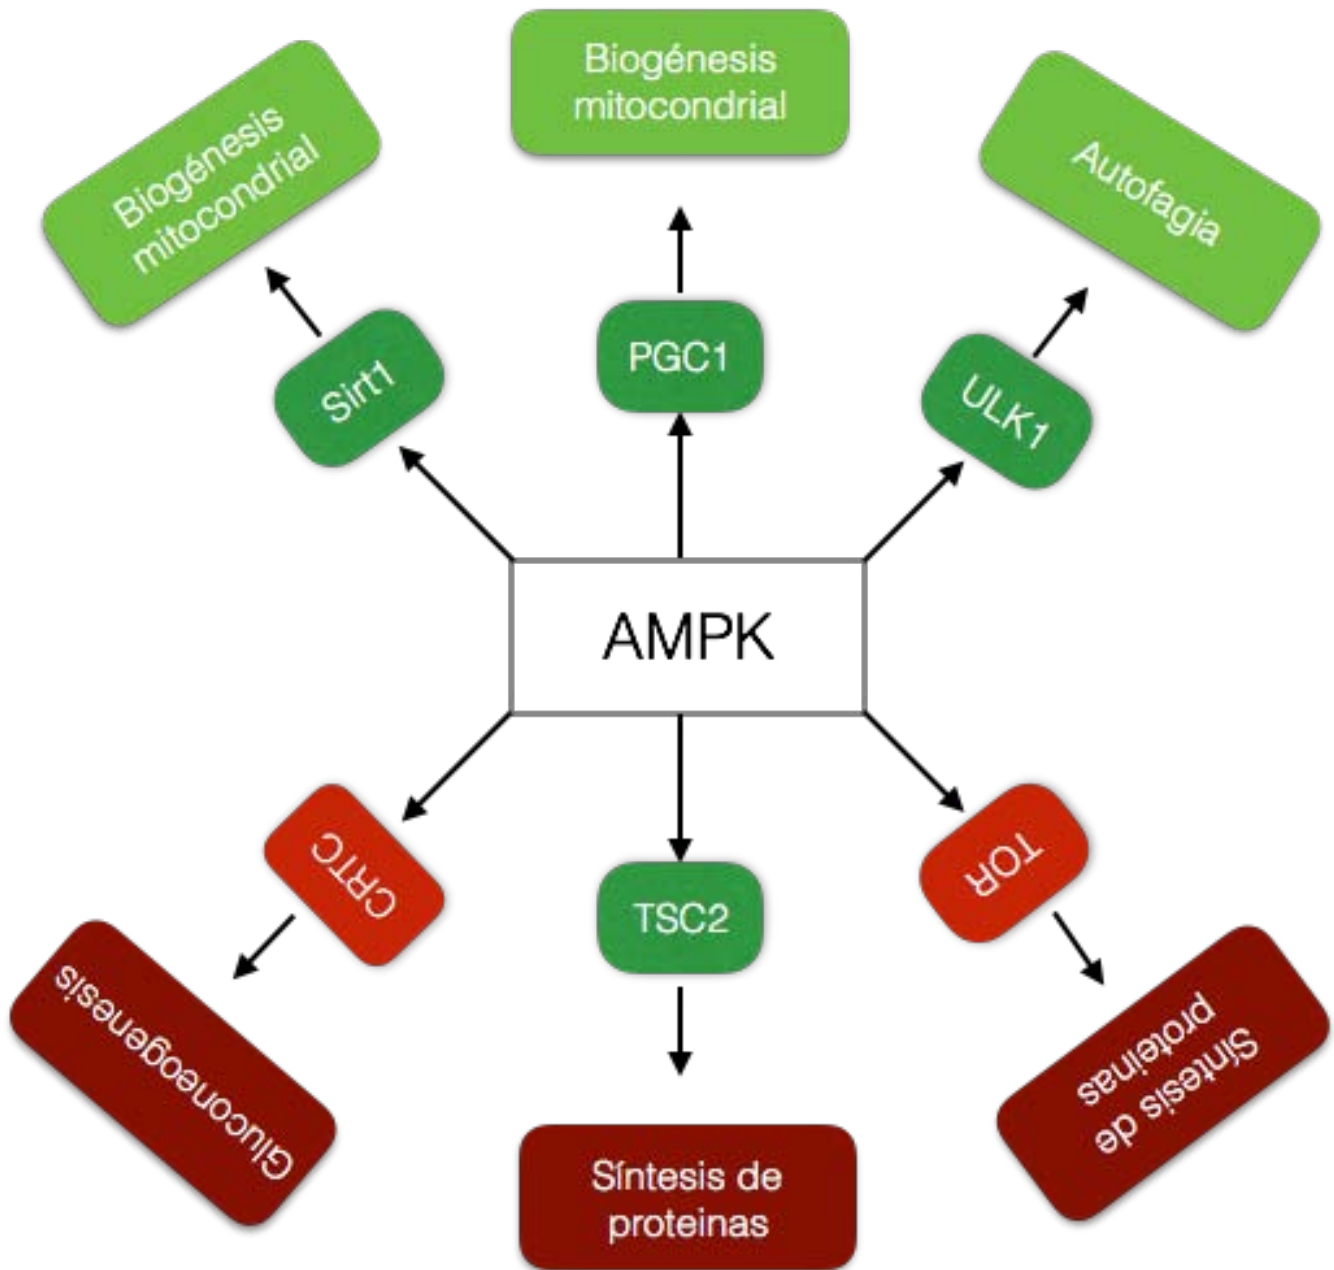 Biogénesis
mitocondrial
Biogénesis
mitocondrial
Autofagia
Sirt1
PGC1
ULK1
AMPK
CRTC
TSC2
TOR
Gluconeogenesis
Síntesis de
proteinas
Síntesis de
proteinas